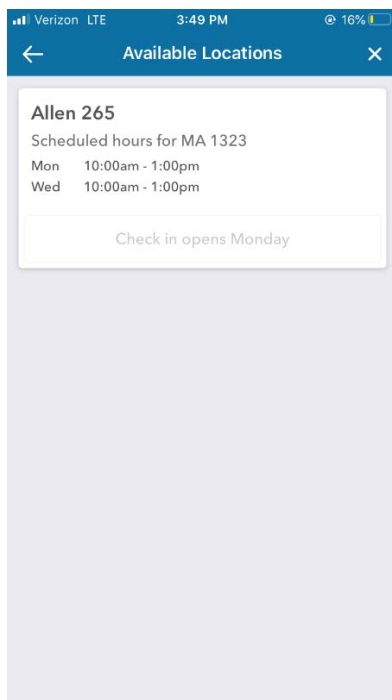 Verizon LTE 3:49 PM 16%
Available Locations
Allen 265
Scheduled hours for MA 1323
Mon 10:00am - 1:00pm
Wed 10:00am - 1:00pm
Check in opens Monday